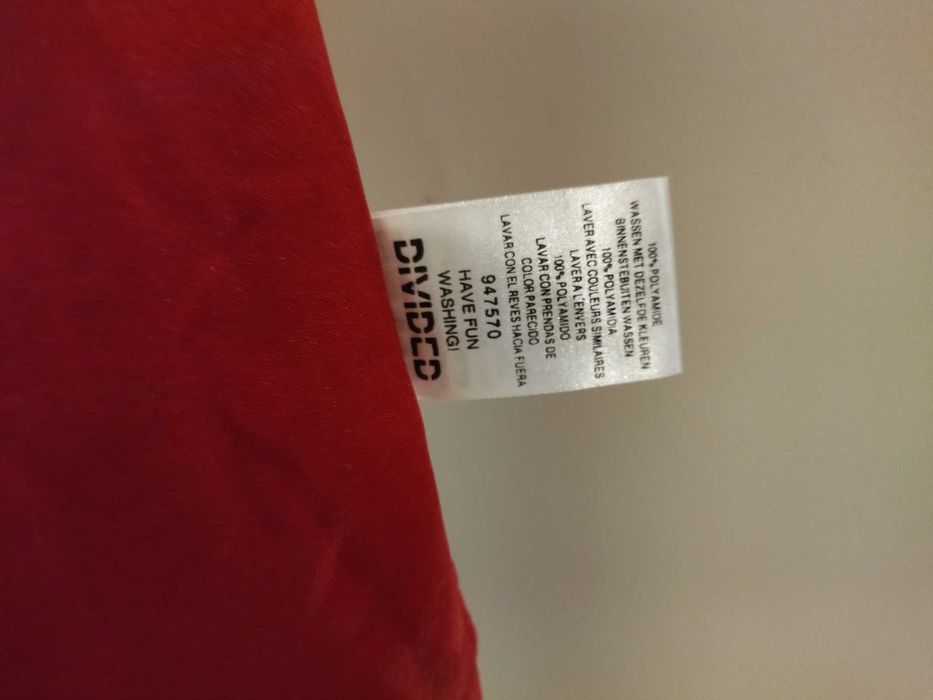 100% POLYAMIDE
WASSEN MET DEZELFDE KLEUREN
BINNENSTEBUITEN WASSEN
100% POLYAMIDIA
LAVER AVEC COULEURS SIMILAIRES
LAVER A L'ENVERS
100% POLYAMIDO
LAVAR CON PRENDAS DE
COLOR PARECIDO
LAVAR CON EL REVES HACIA FUERA
947570
HAVE FUN
WASHING!
DIVIDED